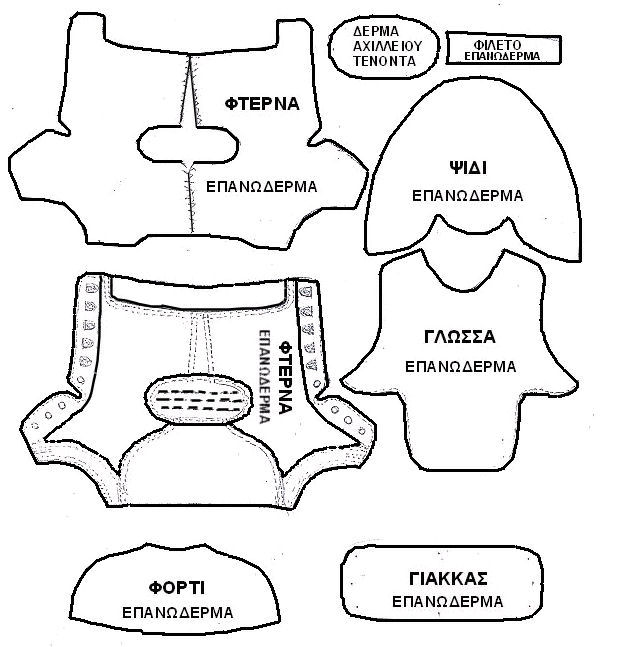 ΔΕΡΜΑ
ΑΧΙΛΛΕΙΟΥ
ΤΕΝΟΝΤΑ
ΦΙΛΕΤΟ
ΕΠΑΝΩΔΕΡΜΑ
ΦΤΕΡΝΑ
ΕΠΑΝΩΔΕΡΜΑ
ΨΙΔΙ
ΕΠΑΝΩΔΕΡΜΑ
ΦΤΕΡΝΑ
ΕΠΑΝΩΔΕΡΜΑ
ΓΛΩΣΣΑ
ΕΠΑΝΩΔΕΡΜΑ
ΦΟΡΤΙ
ΕΠΑΝΩΔΕΡΜΑ
ΓΙΑΚΚΑΣ
ΕΠΑΝΩΔΕΡΜΑ